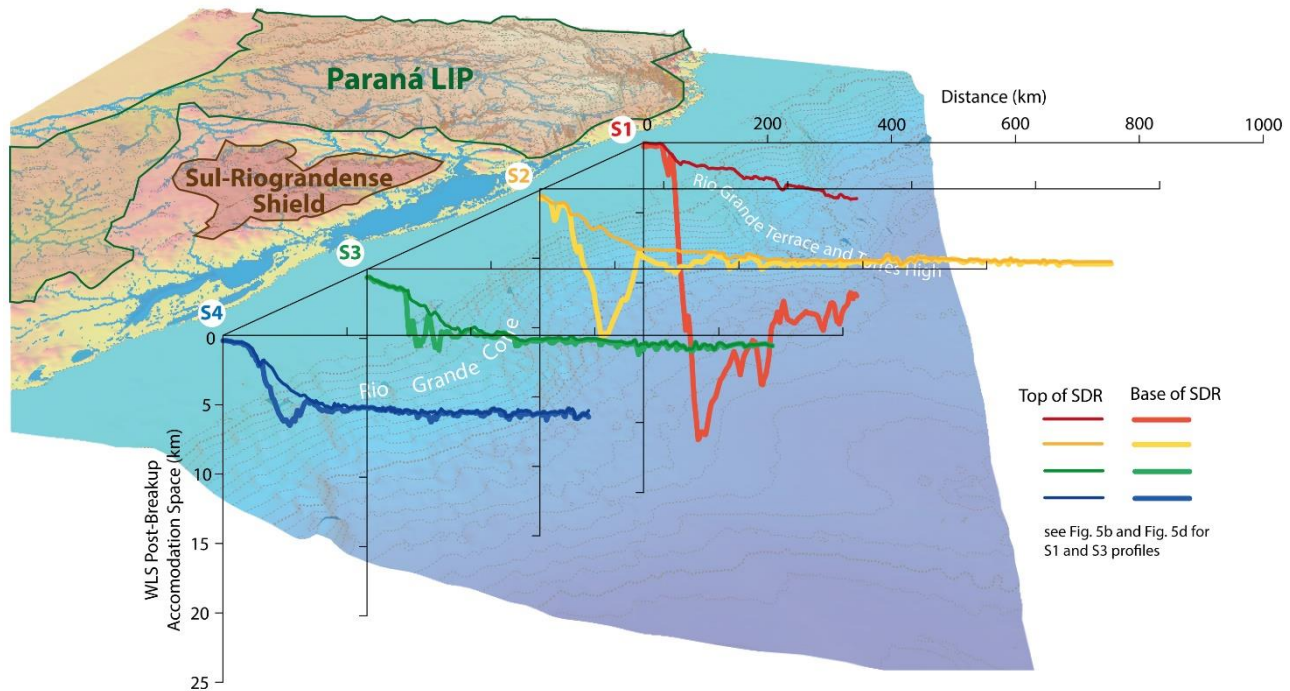 Paraná LIP
Sul-Riograndense
Shield
S1
S2
S3
S4
Distance (km)
0
200
400
600
800
1000
Rio Grande Terrace and Torres High
Rio Grande Cone
0
5
10
15
20
25
WLS Post-Breakup
Accomodation Space (km)
Top of SDR
Base of SDR
see Fig. 5b and Fig. 5d for
S1 and S3 profiles